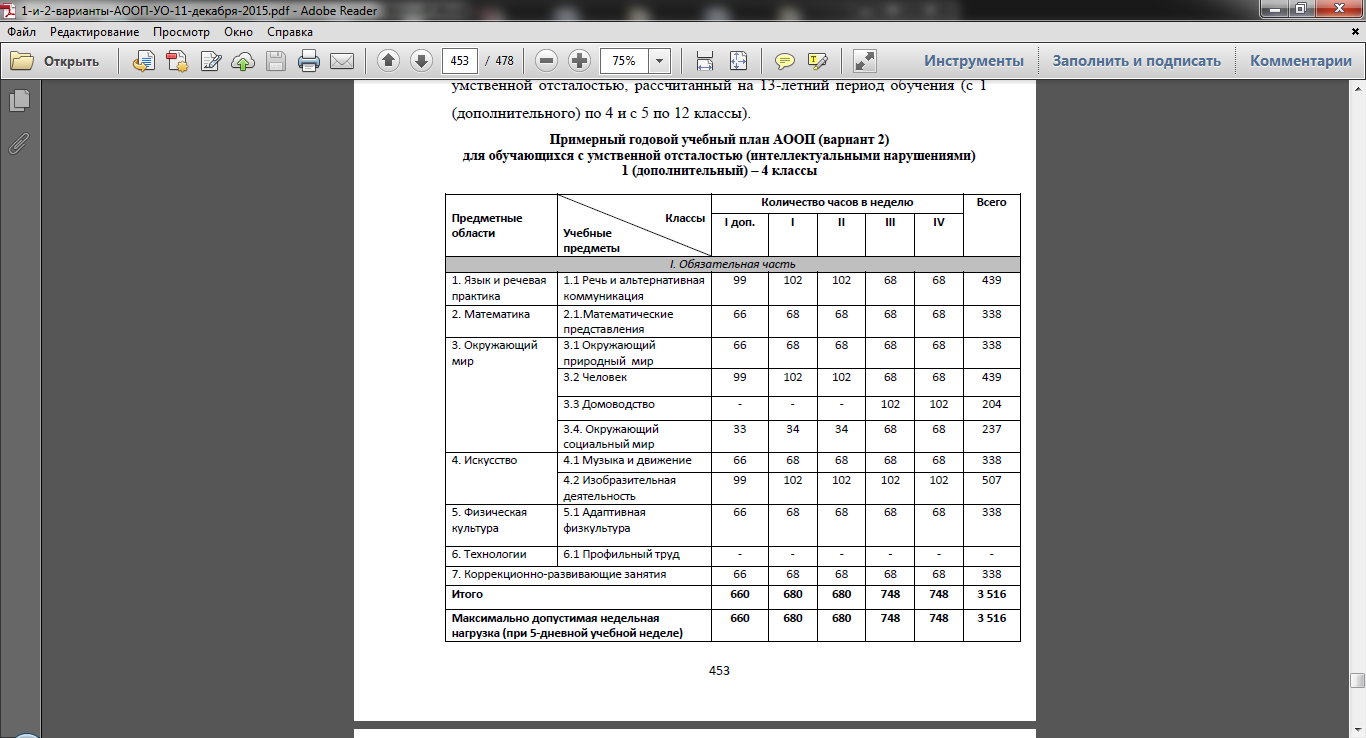 1-и-2-варианты-АООП-УО-11-декабря-2015.pdf - Adobe Reader
Файл Редактирование Просмотр Окно Справка
Открыть 453 / 478 75% Инструменты Заполнить и подписать Комментарии
умственной отсталостью, рассчитанный на 13-летний период обучения (с 1
(дополнительного) по 4 и с 5 по 12 классы).
Примерный годовой учебный план АООП (вариант 2)
для обучающихся с умственной отсталостью (интеллектуальными нарушениями)
1 (дополнительный) – 4 классы
Предметные
области
Классы
Учебные
предметы
Количество часов в неделю
Всего
I доп. I II III IV
I. Обязательная часть
1. Язык и речевая
практика
1.1 Речь и альтернативная
коммуникация
99 102 102 68 68 439
2. Математика
2.1.Математические
представления
66 68 68 68 68 338
3. Окружающий
мир
3.1 Окружающий
природный мир
66 68 68 68 68 338
3.2 Человек 99 102 102 68 68 439
3.3 Домоводство - - - 102 102 204
3.4. Окружающий
социальный мир
33 34 34 68 68 237
4. Искусство
4.1 Музыка и движение 66 68 68 68 68 338
4.2 Изобразительная
деятельность
99 102 102 102 102 507
5. Физическая
культура
5.1 Адаптивная
физкультура
66 68 68 68 68 338
6. Технологии 6.1 Профильный труд - - - - - -
7. Коррекционно-развивающие занятия 66 68 68 68 68 338
Итого 660 680 680 748 748 3 516
Максимально допустимая недельная
нагрузка (при 5-дневной учебной неделе)
660 680 680 748 748 3 516
453